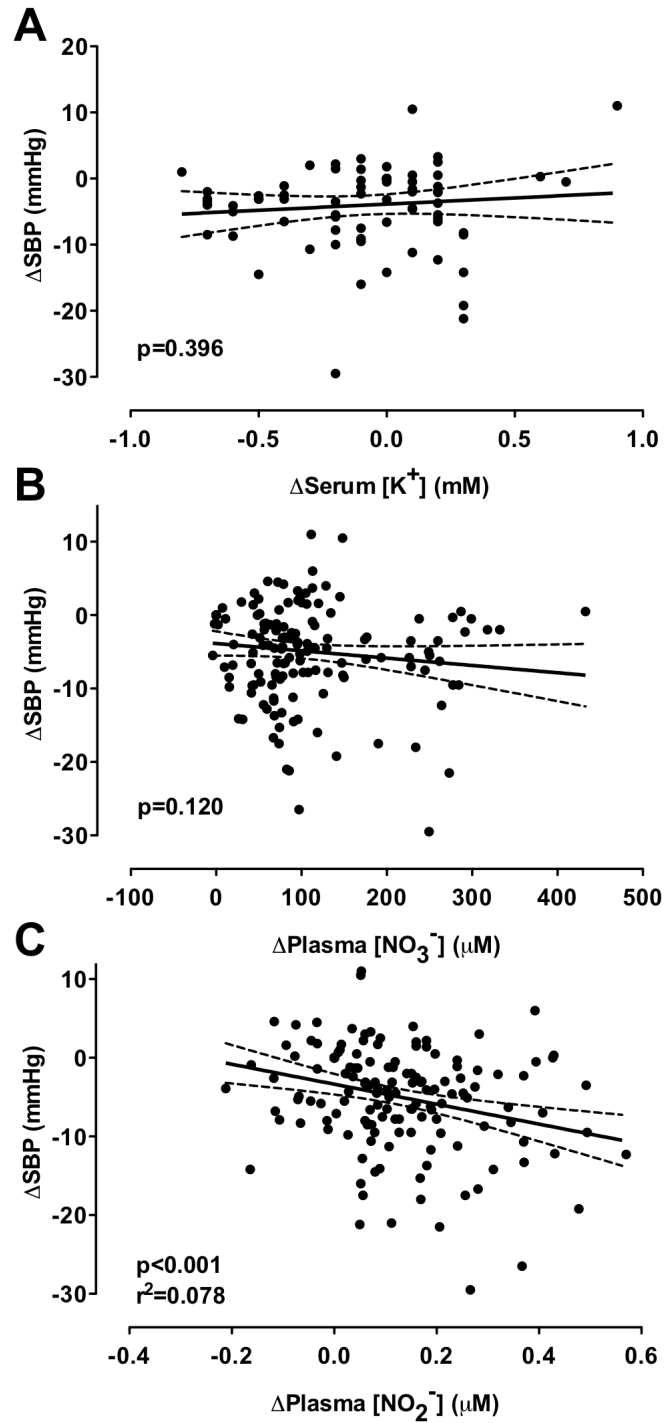 A
20
10
0
-10
-20
-30
ΔSBP (mmHg)
p=0.396
-1.0 -0.5 0.0 0.5 1.0
ΔSerum [K⁺] (mM)
B
10
0
-10
-20
-30
ΔSBP (mmHg)
p=0.120
-100 0 100 200 300 400 500
ΔPlasma [NO₃⁻] (μM)
C
10
0
-10
-20
-30
ΔSBP (mmHg)
p<0.001
r²=0.078
-0.4 -0.2 0.0 0.2 0.4 0.6
ΔPlasma [NO₂⁻] (μM)